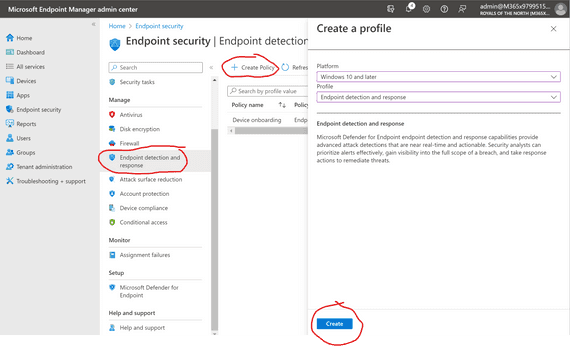 Microsoft Endpoint Manager admin center
admin@M365x9799515...
ROYALS OF THE NORTH (M365X...
Home
Dashboard
All services
Devices
Apps
Endpoint security
Reports
Users
Groups
Tenant administration
Troubleshooting + support
Home > Endpoint security
Endpoint security | Endpoint detection
Search
Security tasks
Manage
Antivirus
Disk encryption
Firewall
Endpoint detection and
response
Attack surface reduction
Account protection
Device compliance
Conditional access
Monitor
Assignment failures
Setup
Microsoft Defender for
Endpoint
Help and support
Help and support
Create Policy
Refre
Search by profile value
Policy name
Policy
Device onboarding
Endp
Create a profile
Platform
Windows 10 and later
Profile
Endpoint detection and response
Endpoint detection and response
Microsoft Defender for Endpoint endpoint detection and response capabilities provide
advanced attack detections that are near real-time and actionable. Security analysts
can prioritize alerts effectively, gain visibility into the full scope of a breach, and take response
actions to remediate threats.
Create